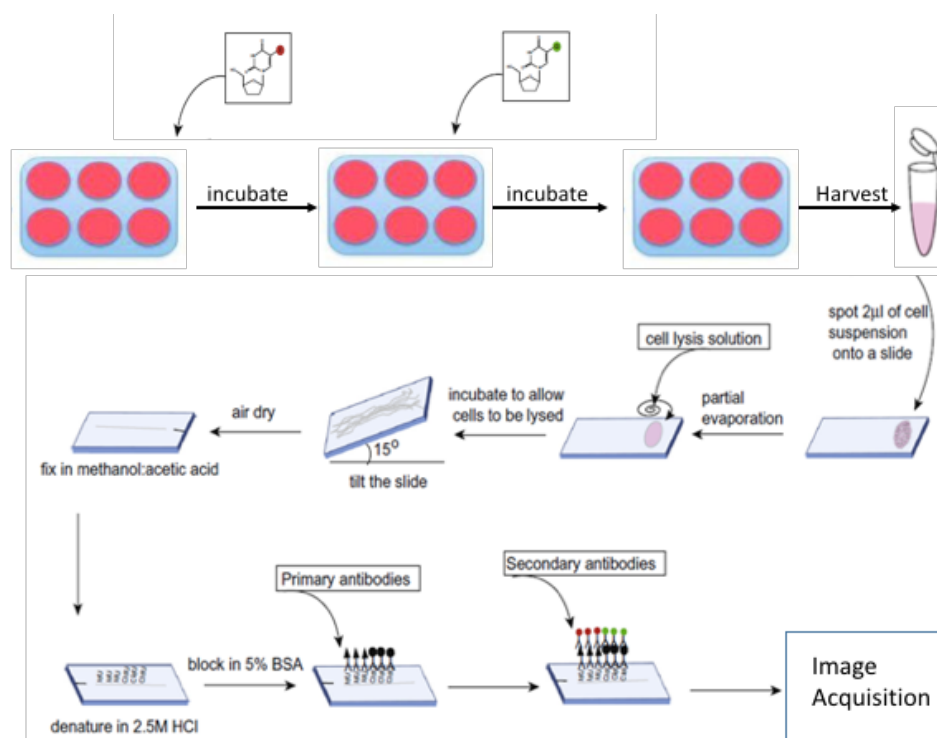 incubate
incubate
Harvest
spot 2µl of cell
suspension
onto a slide
cell lysis solution
partial
evaporation
incubate to allow
cells to be lysed
air dry
15°
tilt the slide
fix in methanol:acetic acid
Primary antibodies
Secondary antibodies
block in 5% BSA
denature in 2.5M HCl
Image
Acquisition